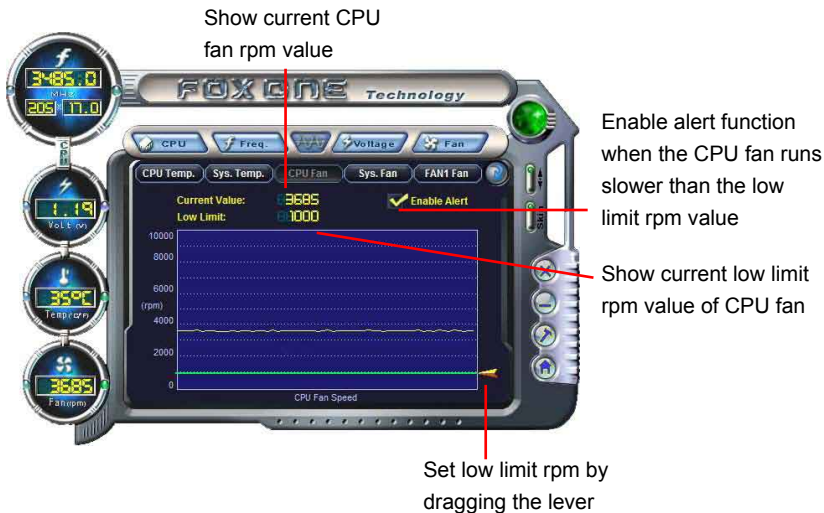 Show current CPU
fan rpm value
3485.0
MHz
205 x 17.0
CPU
1.19
Volt (V)
35°C
Fan(rpm)
3685
FOX ONE Technology
CPU
Freq.
Voltage
Fan
CPU Temp.
Sys. Temp.
CPU Fan
Sys. Fan
FAN1 Fan
Current Value: 3685
Low Limit: 1000
Enable Alert
10000
8000
6000
(rpm)
4000
2000
0
CPU Fan Speed
Skin
Enable alert function
when the CPU fan runs
slower than the low
limit rpm value
Show current low limit
rpm value of CPU fan
Set low limit rpm by
dragging the lever